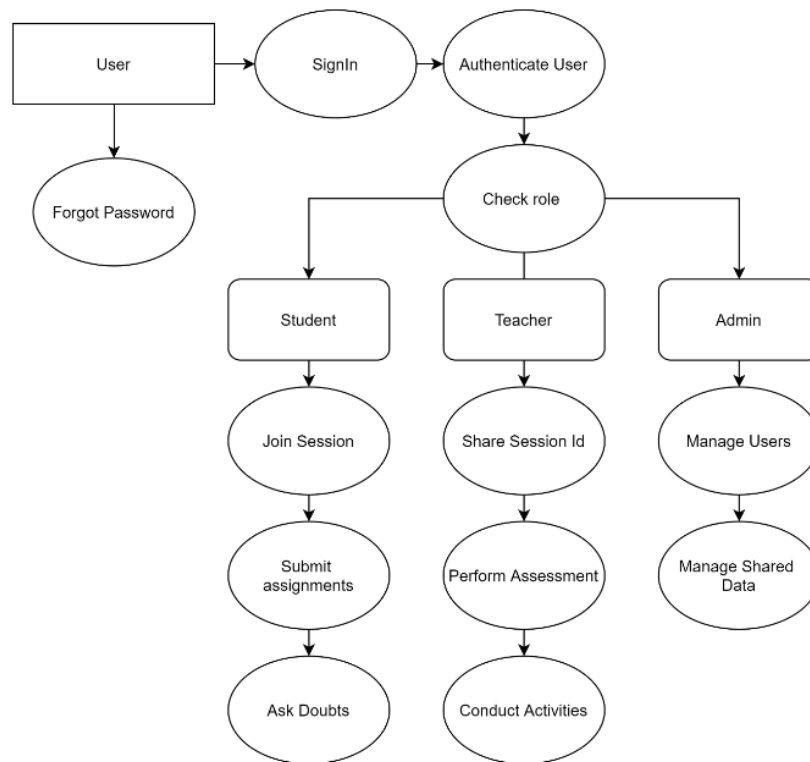 User
SignIn
Authenticate User
Forgot Password
Check role
Student
Teacher
Admin
Join Session
Share Session Id
Manage Users
Submit
assignments
Perform Assessment
Manage Shared
Data
Ask Doubts
Conduct Activities